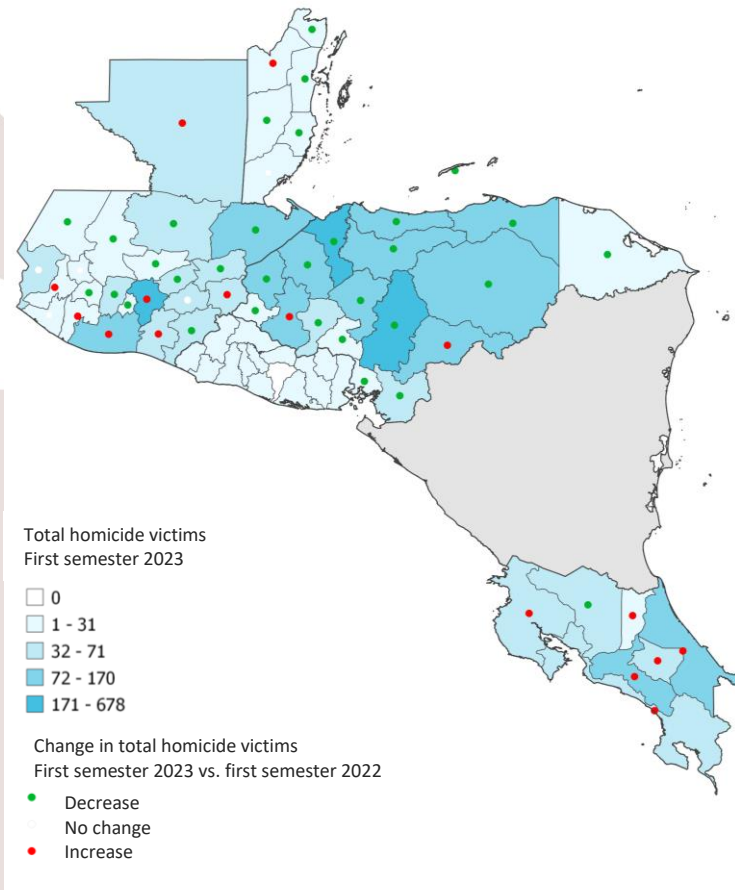 Total homicide victims
First semester 2023
0
1 - 31
32 - 71
72 - 170
171 - 678
Change in total homicide victims
First semester 2023 vs. first semester 2022
Decrease
No change
Increase